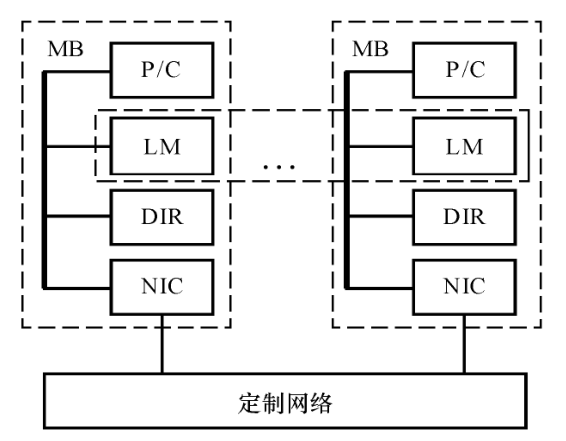 MB
P/C
LM
DIR
NIC
...
MB
P/C
LM
DIR
NIC
定制网络